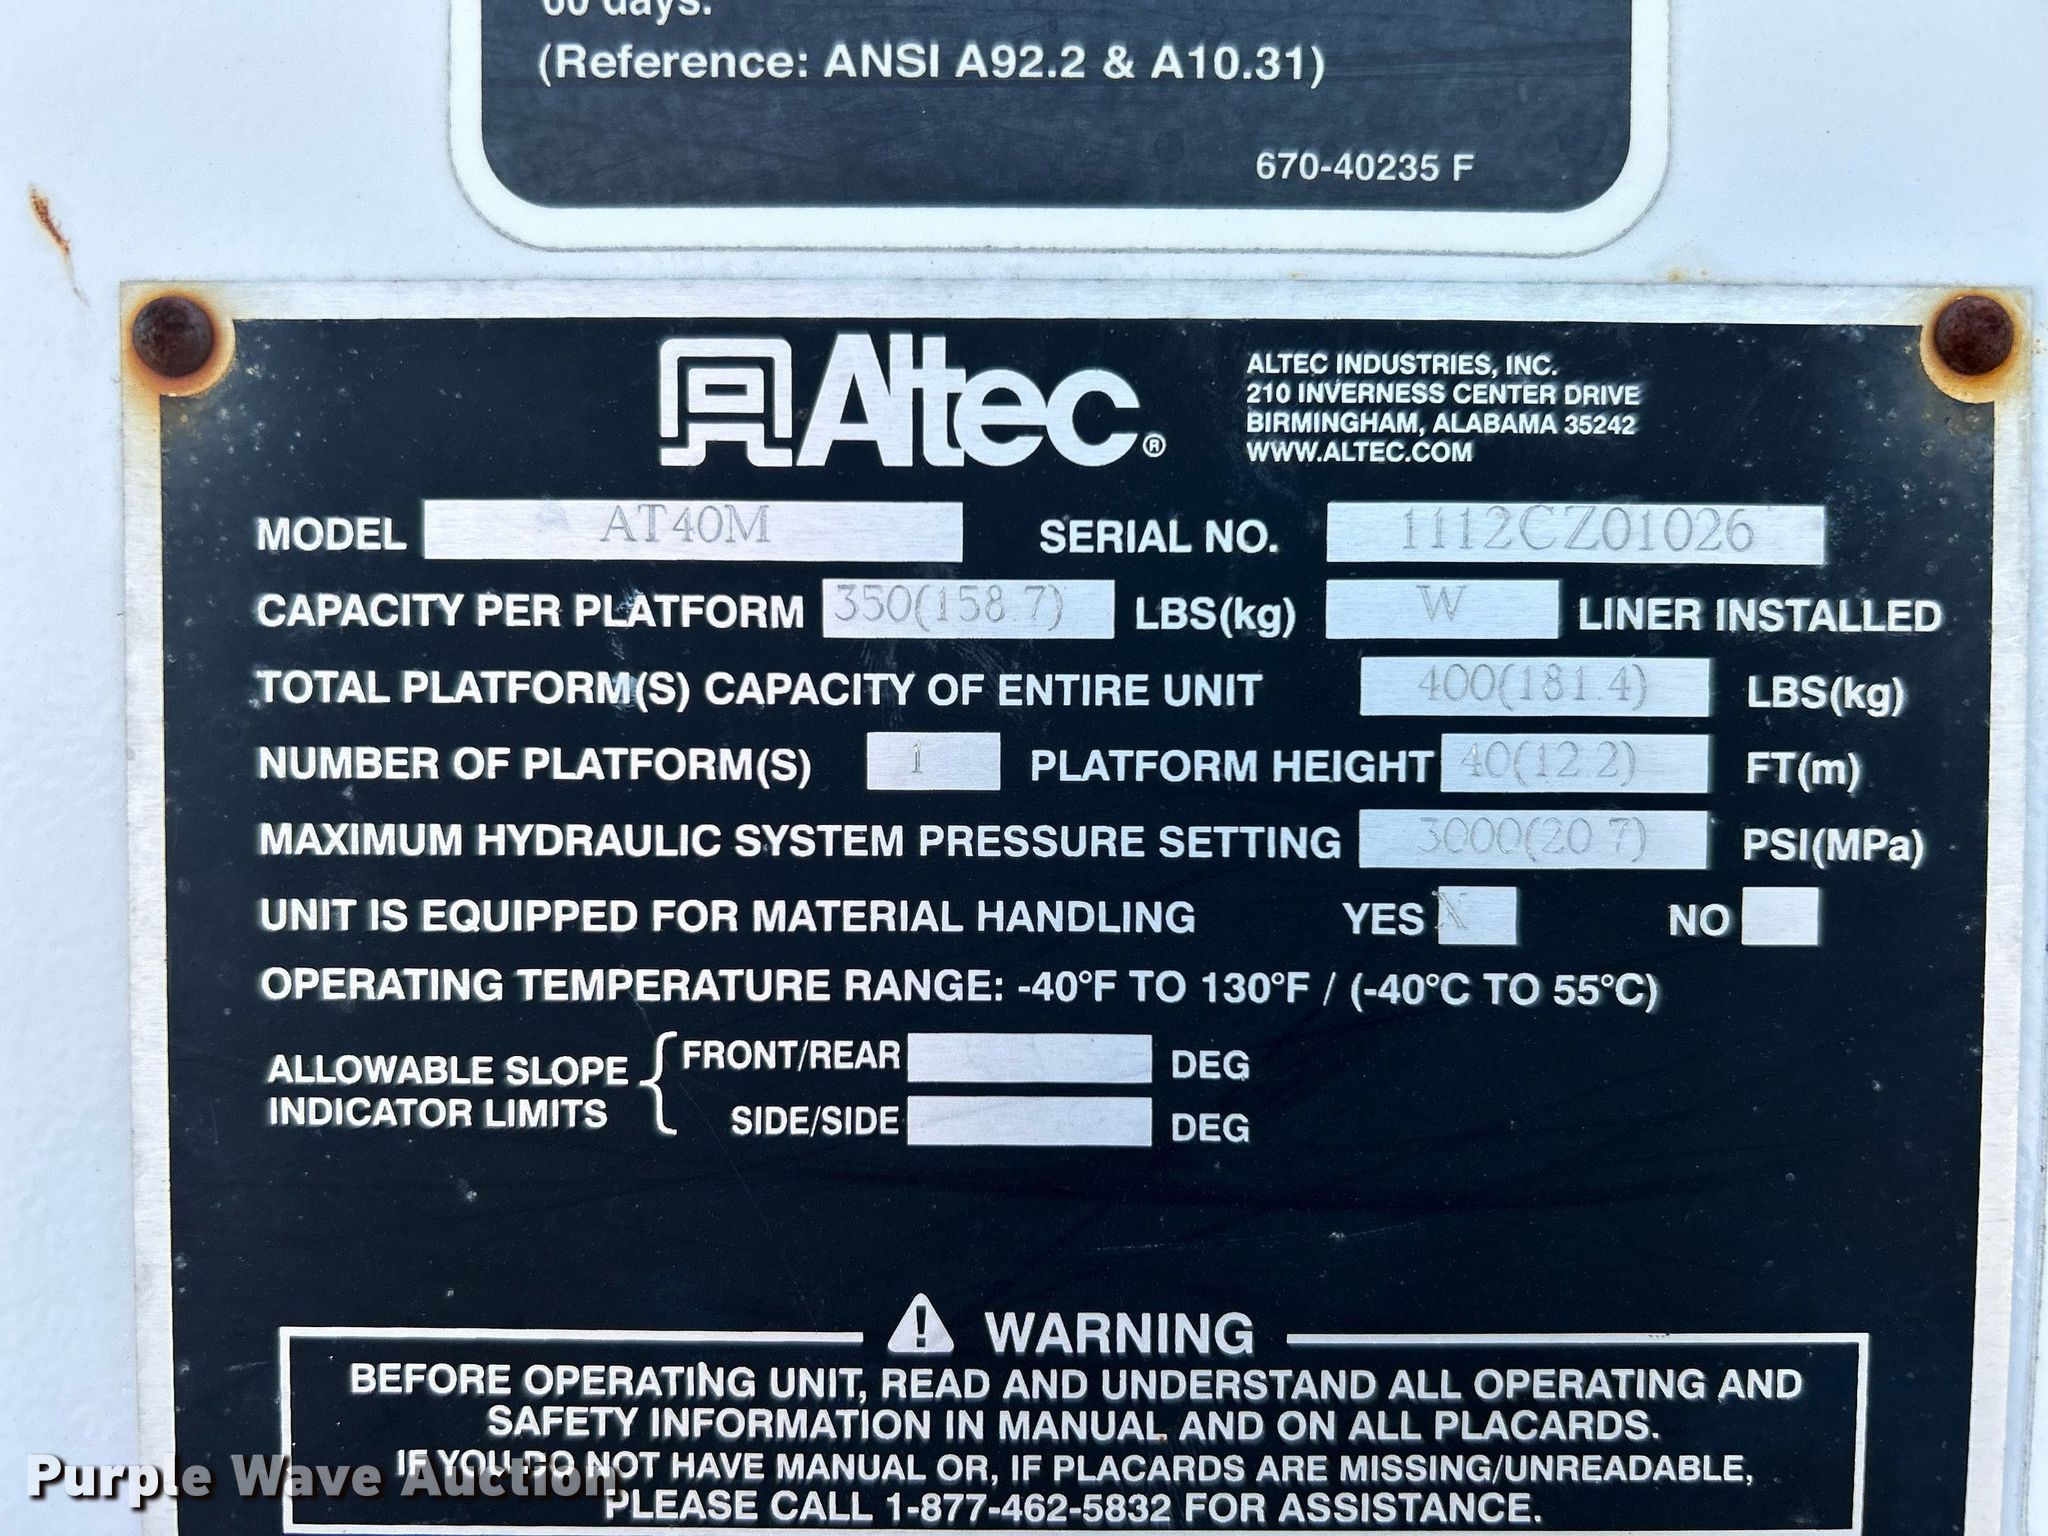 60 days.
(Reference: ANSI A92.2 & A10.31)
670-40235 F
Altec®
ALTEC INDUSTRIES, INC.
210 INVERNESS CENTER DRIVE
BIRMINGHAM, ALABAMA 35242
WWW.ALTEC.COM
MODEL AT40M SERIAL NO. 1112CZ01026
CAPACITY PER PLATFORM 350(158.7) LBS(kg) W LINER INSTALLED
TOTAL PLATFORM(S) CAPACITY OF ENTIRE UNIT 400(181.4) LBS(kg)
NUMBER OF PLATFORM(S) 1 PLATFORM HEIGHT 40(12.2) FT(m)
MAXIMUM HYDRAULIC SYSTEM PRESSURE SETTING 3000(20.7) PSI(MPa)
UNIT IS EQUIPPED FOR MATERIAL HANDLING YES X NO
OPERATING TEMPERATURE RANGE: -40°F TO 130°F / (-40°C TO 55°C)
ALLOWABLE SLOPE INDICATOR LIMITS
FRONT/REAR DEG
SIDE/SIDE DEG
WARNING
BEFORE OPERATING UNIT, READ AND UNDERSTAND ALL OPERATING AND
SAFETY INFORMATION IN MANUAL AND ON ALL PLACARDS.
IF YOU DO NOT HAVE MANUAL OR, IF PLACARDS ARE MISSING/UNREADABLE,
PLEASE CALL 1-877-462-5832 FOR ASSISTANCE.
Purple Wave Auction